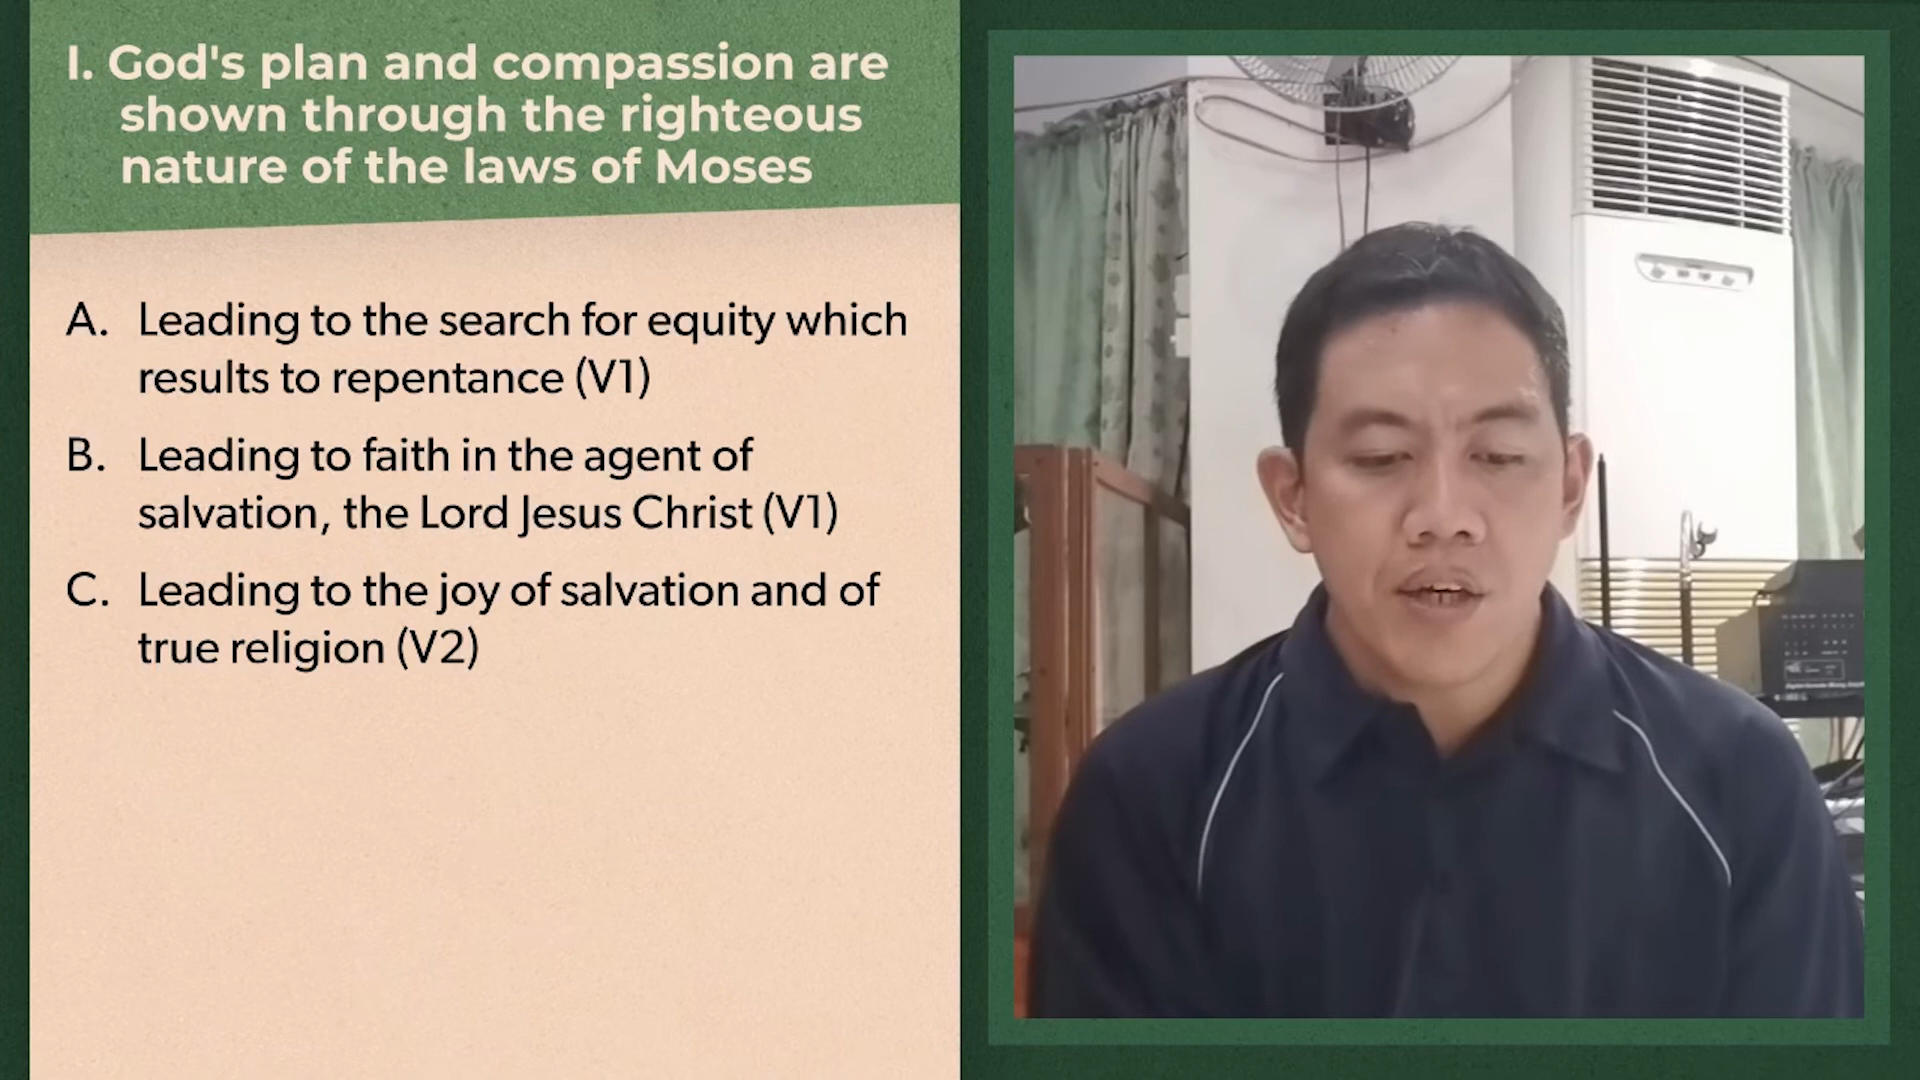 I. God's plan and compassion are
shown through the righteous
nature of the laws of Moses
A. Leading to the search for equity which
results to repentance (V1)
B. Leading to faith in the agent of
salvation, the Lord Jesus Christ (V1)
C. Leading to the joy of salvation and of
true religion (V2)